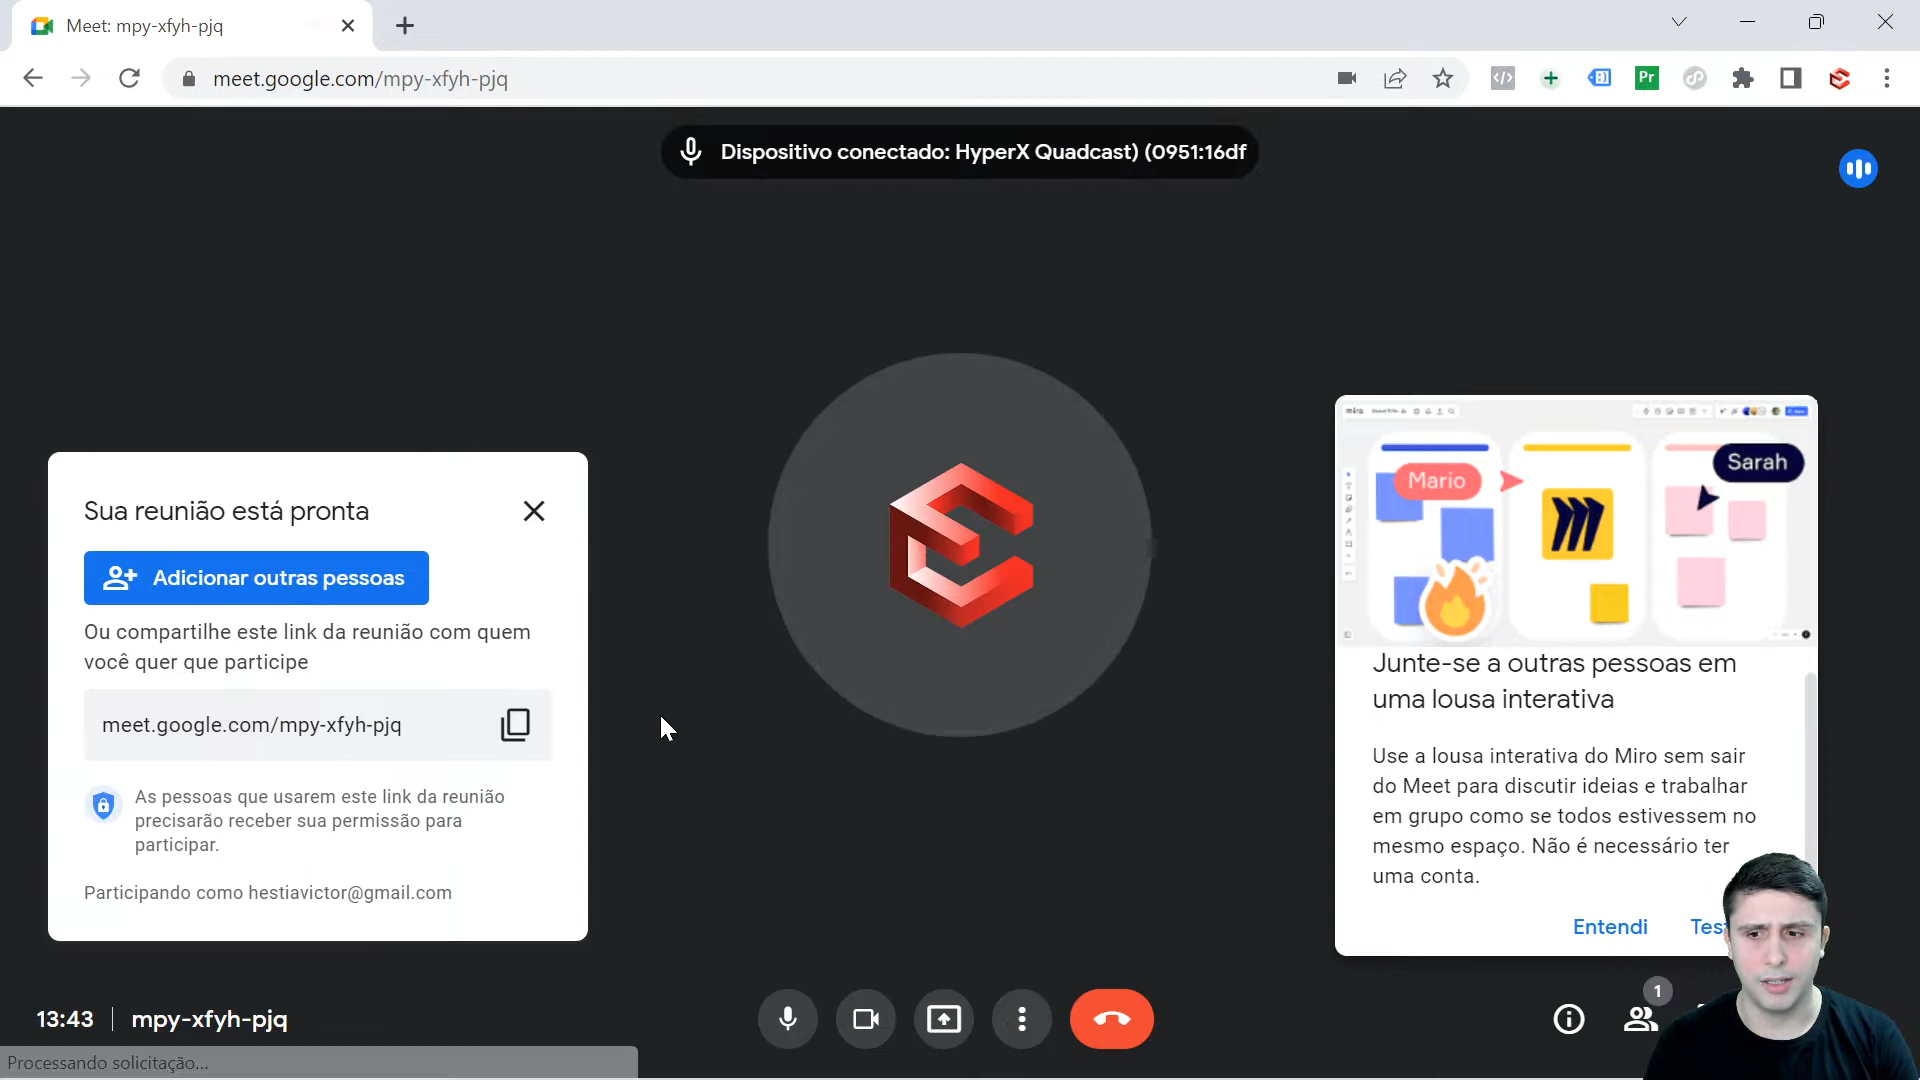 Meet: mpy-xfyh-pjq
meet.google.com/mpy-xfyh-pjq
Pr
Dispositivo conectado: HyperX Quadcast) (0951:16df
Sua reunião está pronta
Adicionar outras pessoas
Ou compartilhe este link da reunião com quem
você quer que participe
meet.google.com/mpy-xfyh-pjq
As pessoas que usarem este link da reunião
precisarão receber sua permissão para
participar.
Participando como hestiavictor@gmail.com
miro
Mario
Sarah
Junte-se a outras pessoas em
uma lousa interativa
Use a lousa interativa do Miro sem sair
do Meet para discutir ideias e trabalhar
em grupo como se todos estivessem no
mesmo espaço. Não é necessário ter
uma conta.
Entendi
13:43
mpy-xfyh-pjq
1
Processando solicitação...